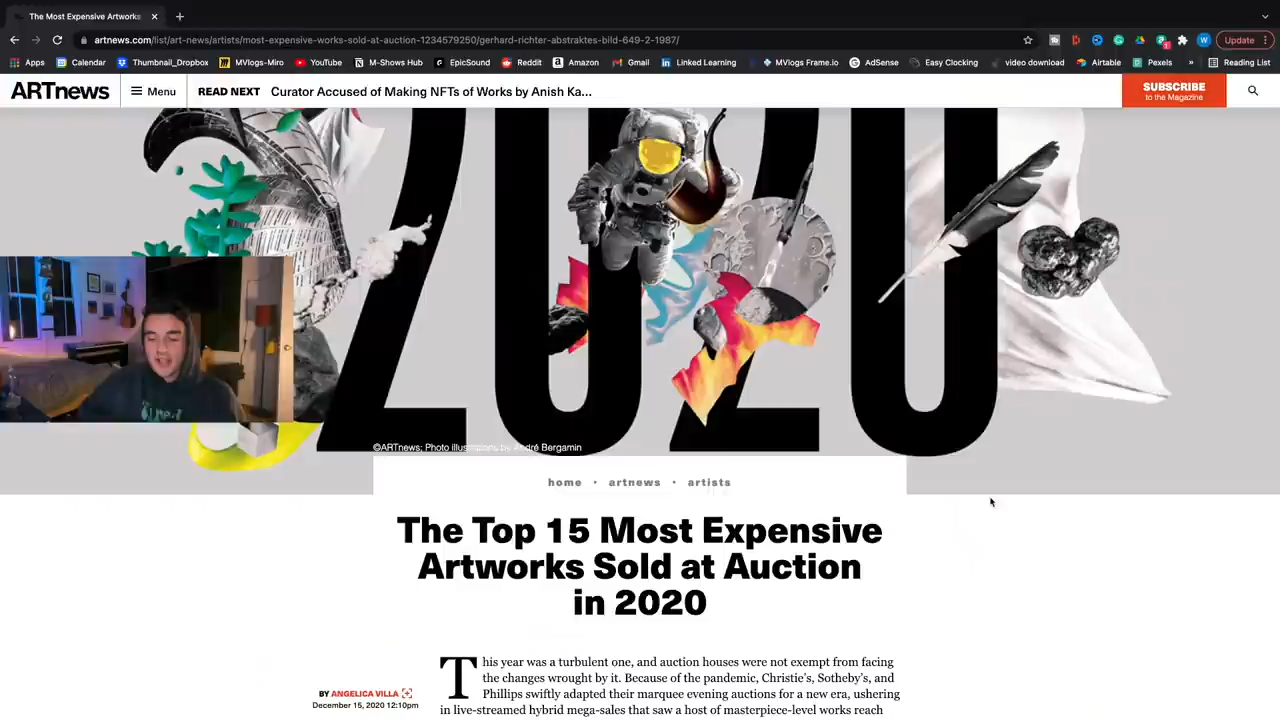 The Most Expensive Artworks
artnews.com/list/art-news/artists/most-expensive-works-sold-at-auction-1234579250/gerhard-richter-abstraktes-bild-649-2-1987/
W
Update
Apps Calendar Thumbnail_Dropbox MVlogs-Miro YouTube M-Shows Hub EpicSound Reddit Amazon Gmail Linked Learning MVlogs Frame.io AdSense Easy Clocking video download Airtable Pexels » Reading List
ARTnews Menu READ NEXT Curator Accused of Making NFTs of Works by Anish Ka... SUBSCRIBE
to the Magazine
2020
©ARTnews; Photo illustrations by André Bergamin
home • artnews • artists
The Top 15 Most Expensive
Artworks Sold at Auction
in 2020
This year was a turbulent one, and auction houses were not exempt from facing
the changes wrought by it. Because of the pandemic, Christie's, Sotheby's, and
Phillips swiftly adapted their marquee evening auctions for a new era, ushering
in live-streamed hybrid mega-sales that saw a host of masterpiece-level works reach
BY ANGELICA VILLA
December 15, 2020 12:10pm